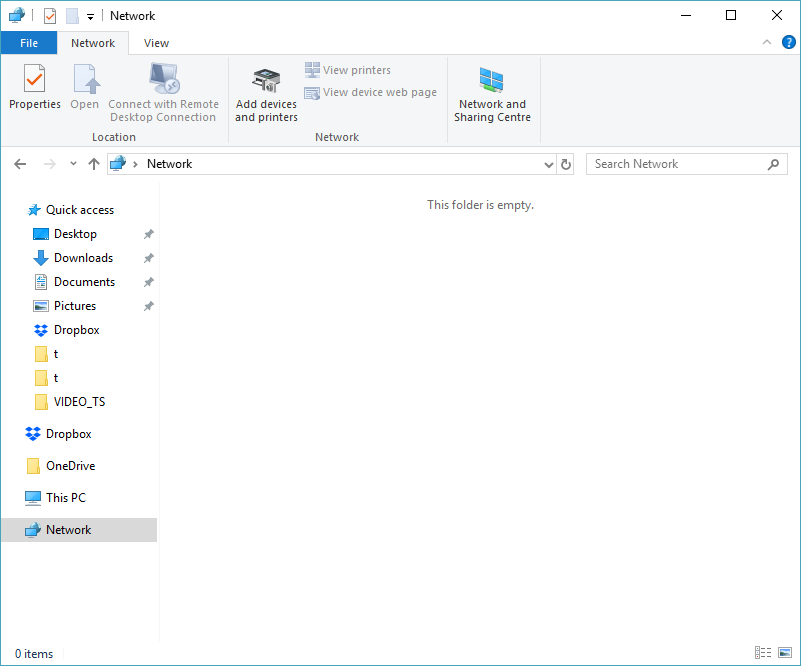 Network
File
Network
View
Properties
Open
Connect with Remote
Desktop Connection
Add devices
and printers
View printers
View device web page
Network and
Sharing Centre
Location
Network
Network
Search Network
This folder is empty.
Quick access
Desktop
Downloads
Documents
Pictures
Dropbox
t
t
VIDEO_TS
Dropbox
OneDrive
This PC
Network
0 items